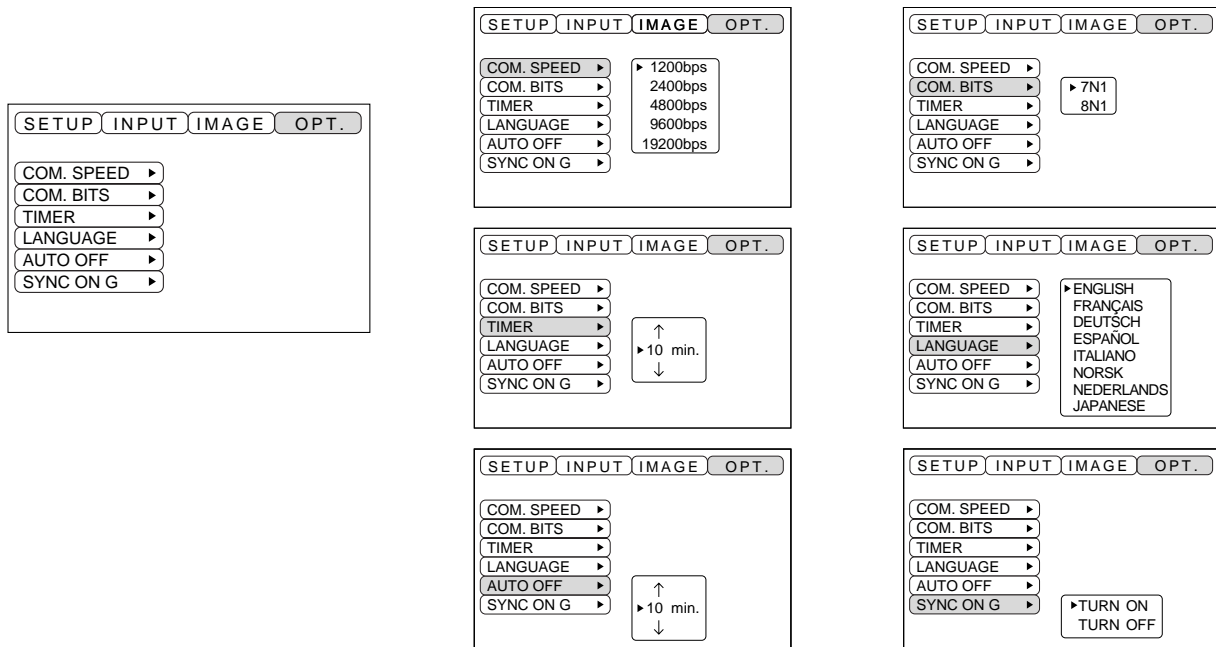 SETUP INPUT IMAGE OPT.
COM. SPEED
COM. BITS
TIMER
LANGUAGE
AUTO OFF
SYNC ON G
SETUP INPUT IMAGE OPT.
COM. SPEED 1200bps
COM. BITS 2400bps
TIMER 4800bps
LANGUAGE 9600bps
AUTO OFF 19200bps
SYNC ON G
SETUP INPUT IMAGE OPT.
COM. SPEED
COM. BITS 7N1
TIMER 8N1
LANGUAGE
AUTO OFF
SYNC ON G
SETUP INPUT IMAGE OPT.
COM. SPEED
COM. BITS
TIMER ↑
LANGUAGE 10 min.
AUTO OFF ↓
SYNC ON G
SETUP INPUT IMAGE OPT.
COM. SPEED ENGLISH
COM. BITS FRANÇAIS
TIMER DEUTSCH
LANGUAGE ESPAÑOL
AUTO OFF ITALIANO
SYNC ON G NORSK
NEDERLANDS
JAPANESE
SETUP INPUT IMAGE OPT.
COM. SPEED
COM. BITS
TIMER
LANGUAGE
AUTO OFF ↑
SYNC ON G 10 min.
↓
SETUP INPUT IMAGE OPT.
COM. SPEED
COM. BITS
TIMER
LANGUAGE
AUTO OFF
SYNC ON G TURN ON
TURN OFF